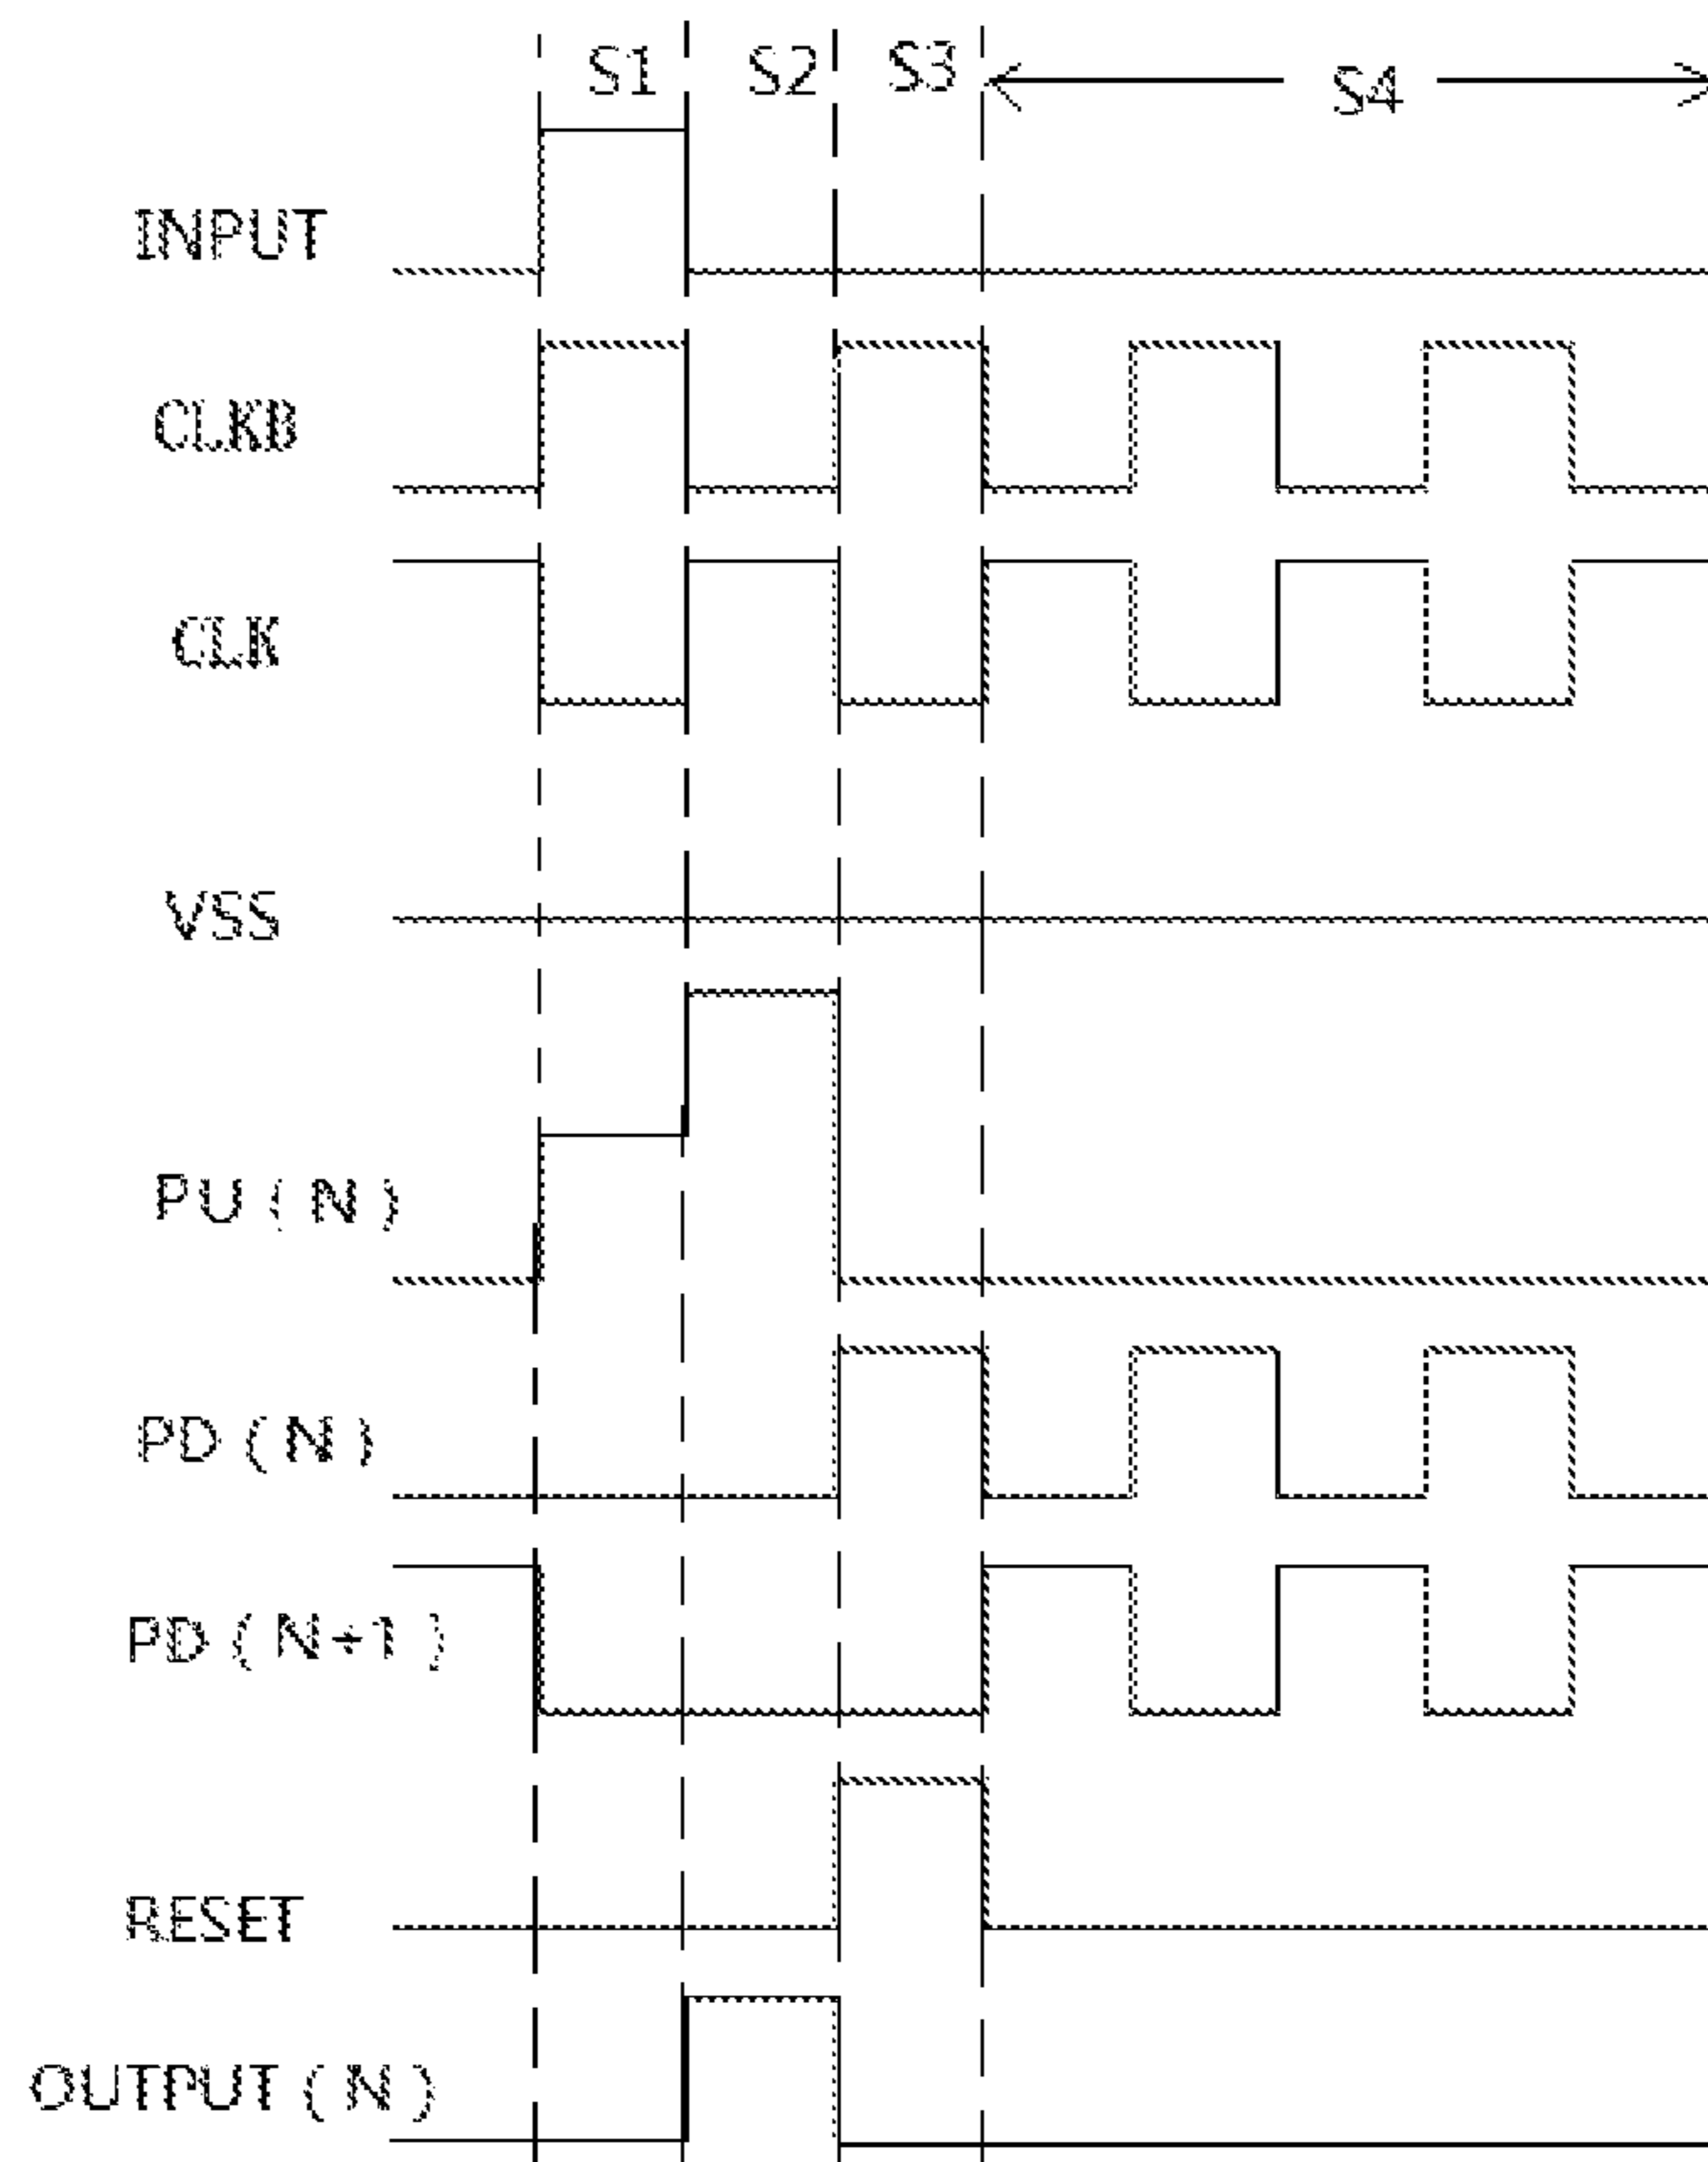 S1 S2 S3 S4
INPUT
CLKB
CLK
VSS
PU(N)
PD(N)
PD(N+1)
RESET
OUTPUT(N)